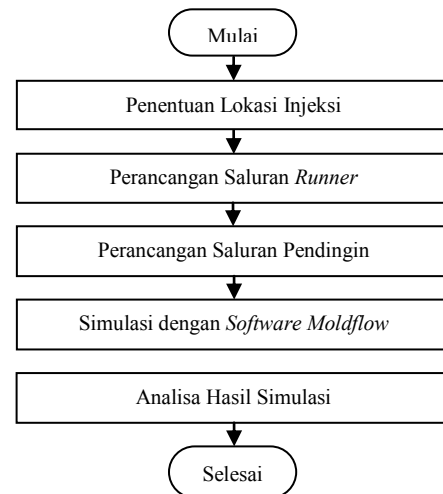 Mulai
Penentuan Lokasi Injeksi
Perancangan Saluran Runner
Perancangan Saluran Pendingin
Simulasi dengan Software Moldflow
Analisa Hasil Simulasi
Selesai